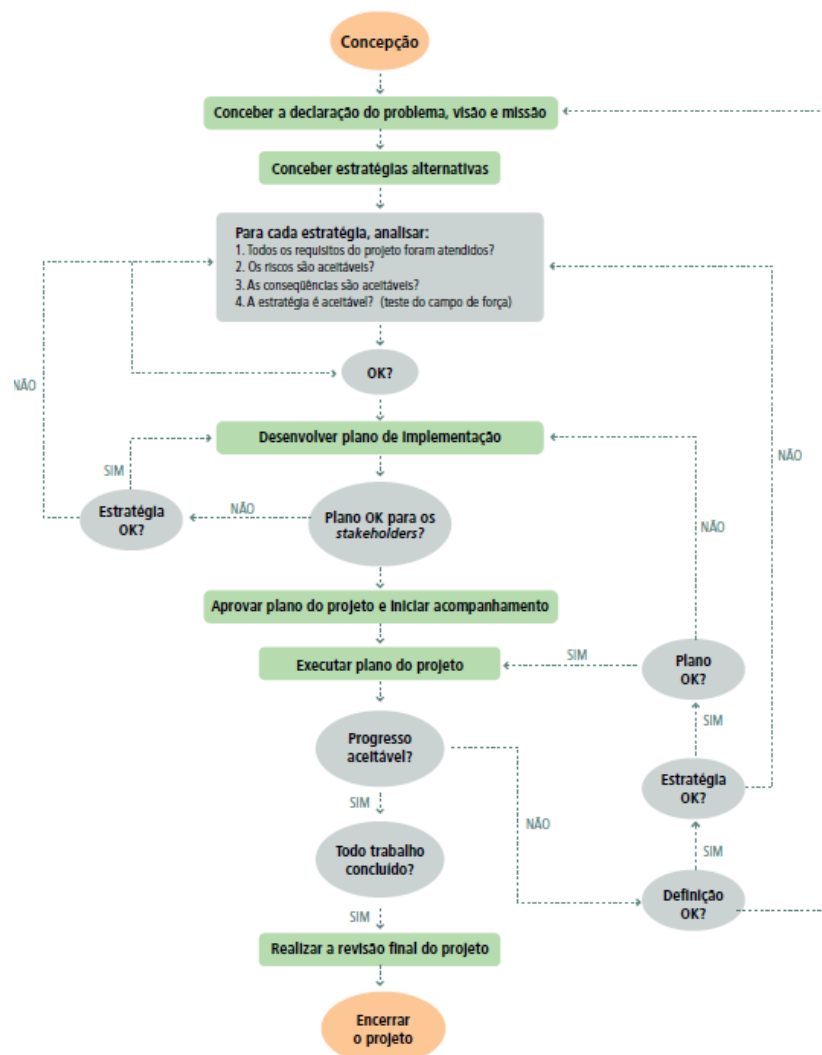 Concepção
Conceber a declaração do problema, visão e missão
Conceber estratégias alternativas
Para cada estratégia, analisar:
1. Todos os requisitos do projeto foram atendidos?
2. Os riscos são aceitáveis?
3. As conseqüências são aceitáveis?
4. A estratégia é aceitável? (teste do campo de força)
OK?
NÃO
Desenvolver plano de implementação
SIM
NÃO
Estratégia
OK?
NÃO
Plano OK para os
stakeholders?
NÃO
Aprovar plano do projeto e iniciar acompanhamento
Executar plano do projeto
SIM
Plano
OK?
SIM
Progresso
aceitável?
Estratégia
OK?
SIM
NÃO
Todo trabalho
concluído?
SIM
Definição
OK?
SIM
Realizar a revisão final do projeto
Encerrar
o projeto